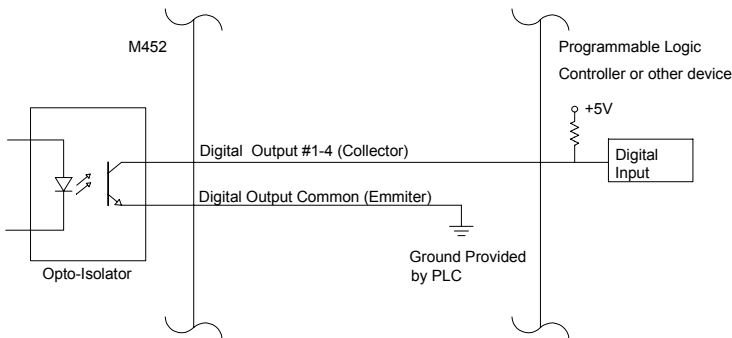 M452
Programmable Logic
Controller or other device
+5V
Digital Output #1-4 (Collector)
Digital
Input
Digital Output Common (Emmiter)
Ground Provided
by PLC
Opto-Isolator